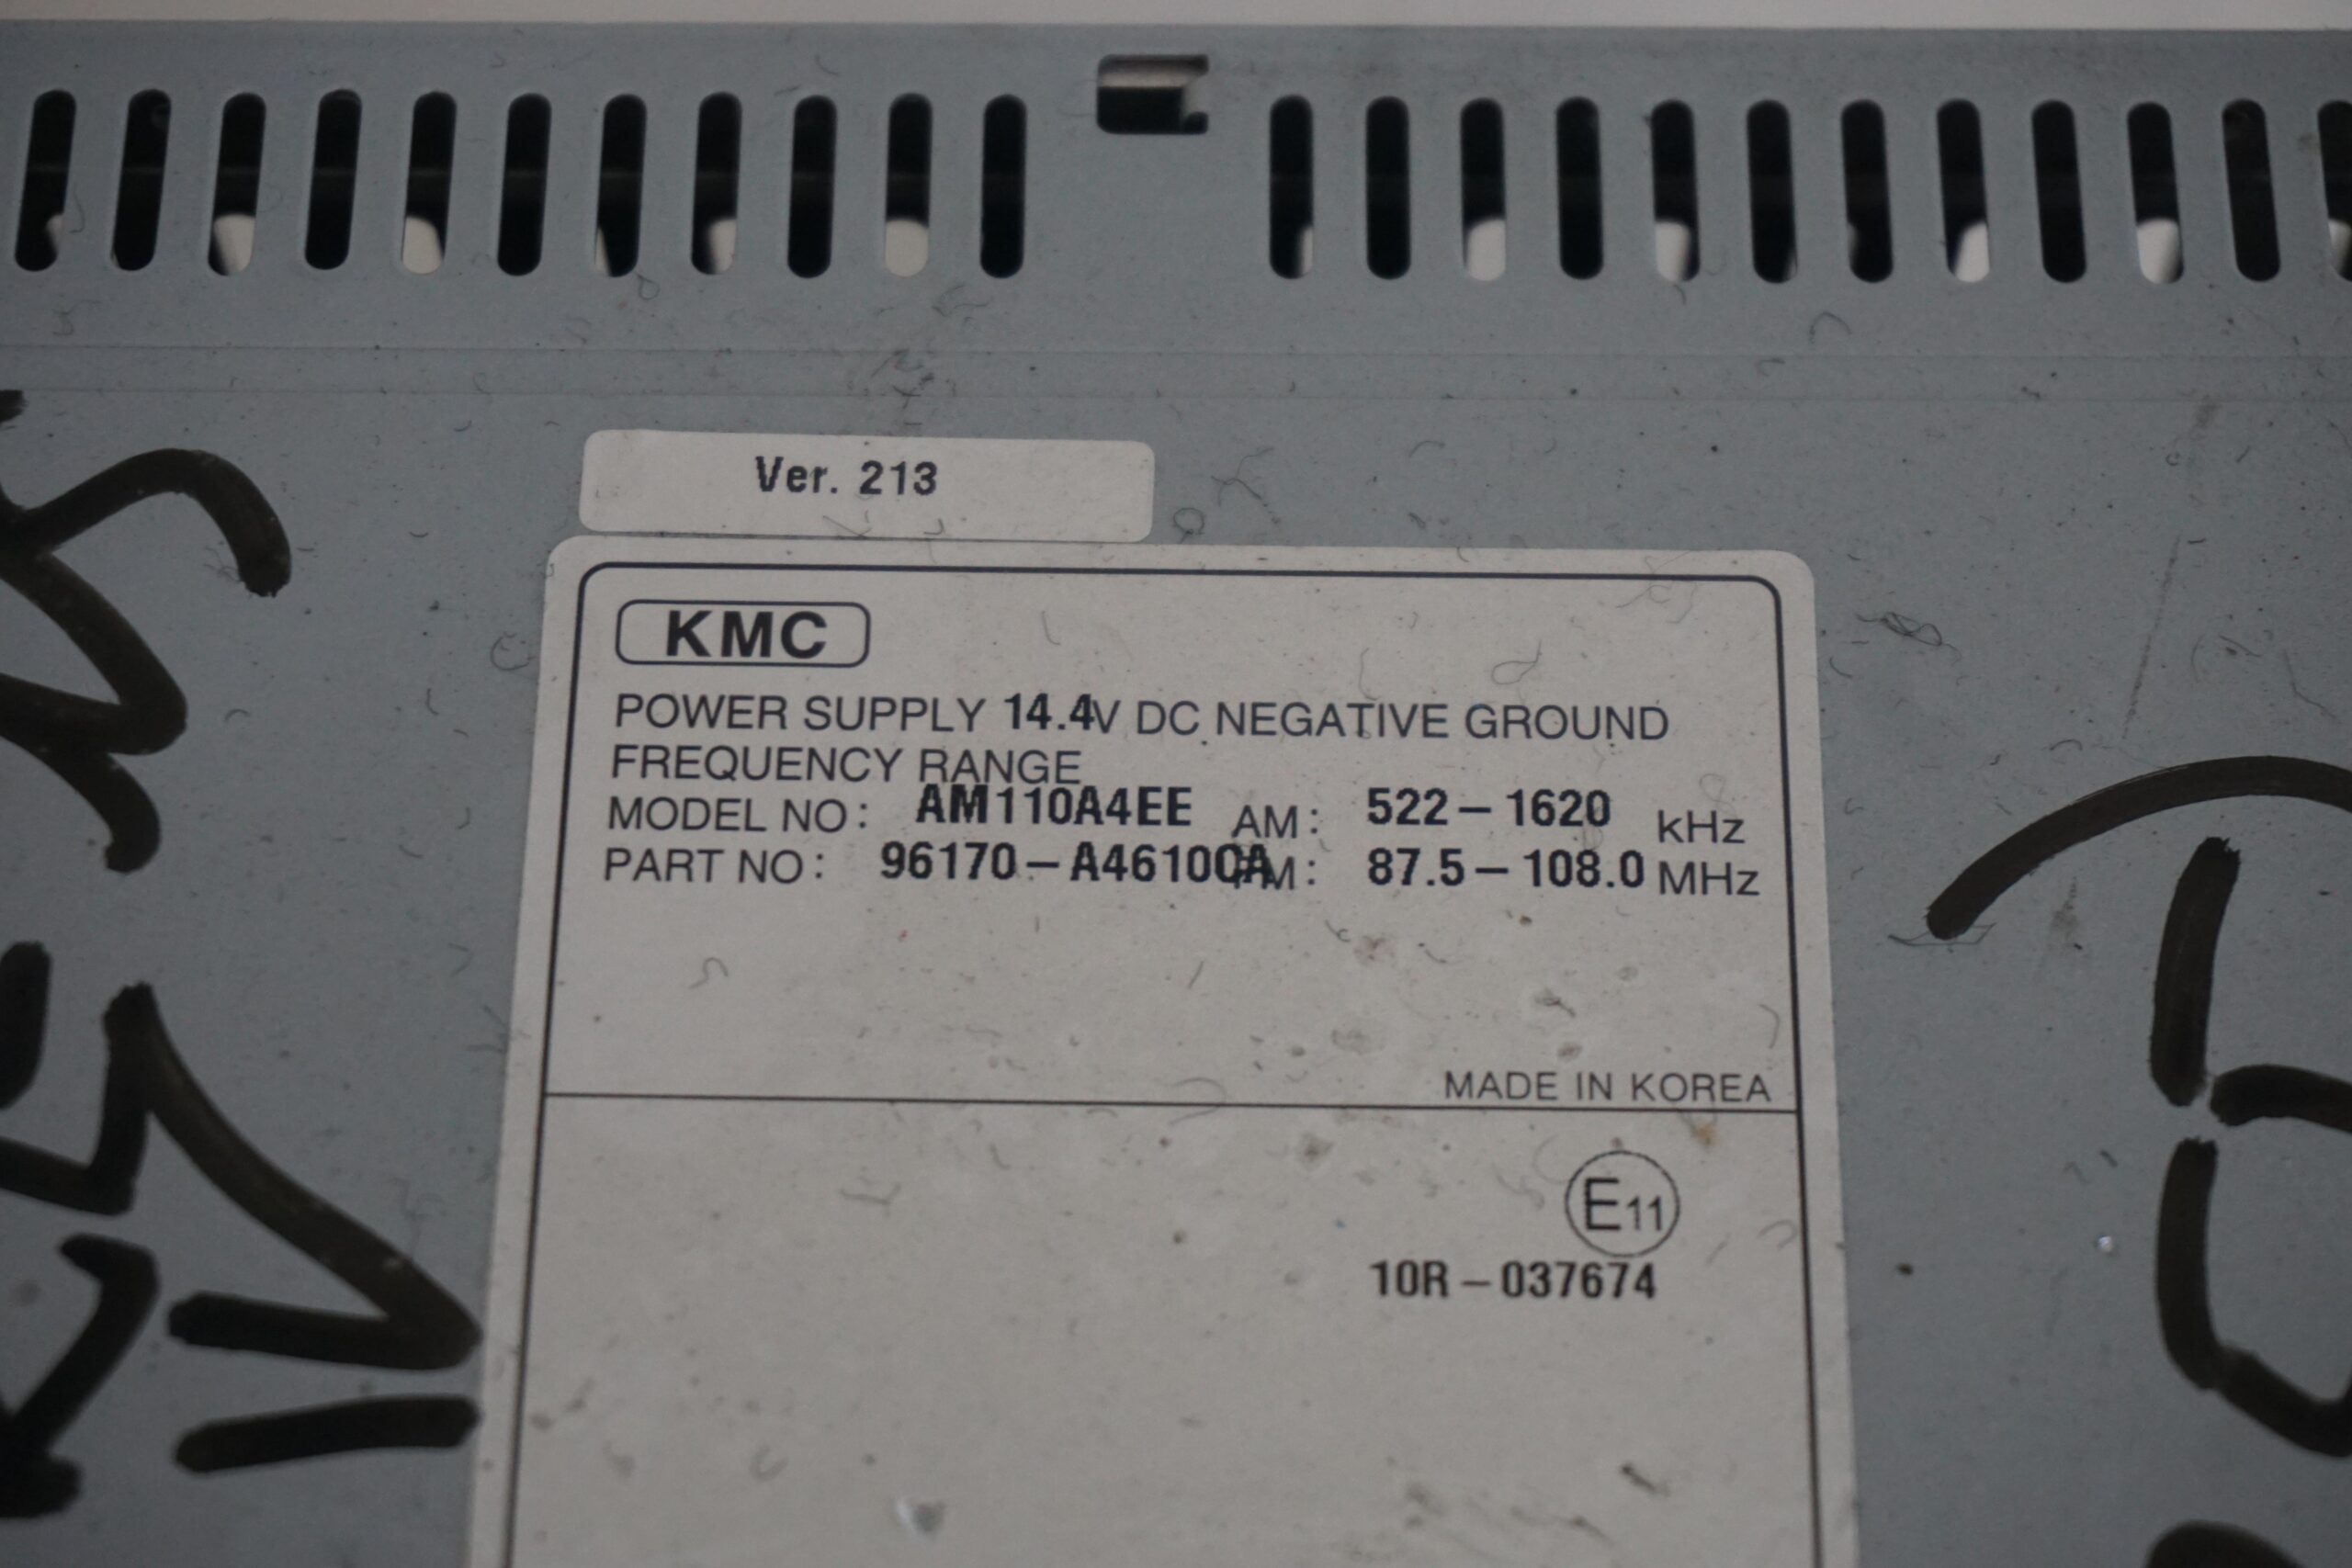 Ver. 213
KMC
POWER SUPPLY 14.4V DC NEGATIVE GROUND
FREQUENCY RANGE
MODEL NO: AM110A4EE AM: 522-1620 kHz
PART NO: 96170-A4610CA FM: 87.5-108.0 MHz
MADE IN KOREA
E11
10R-037674